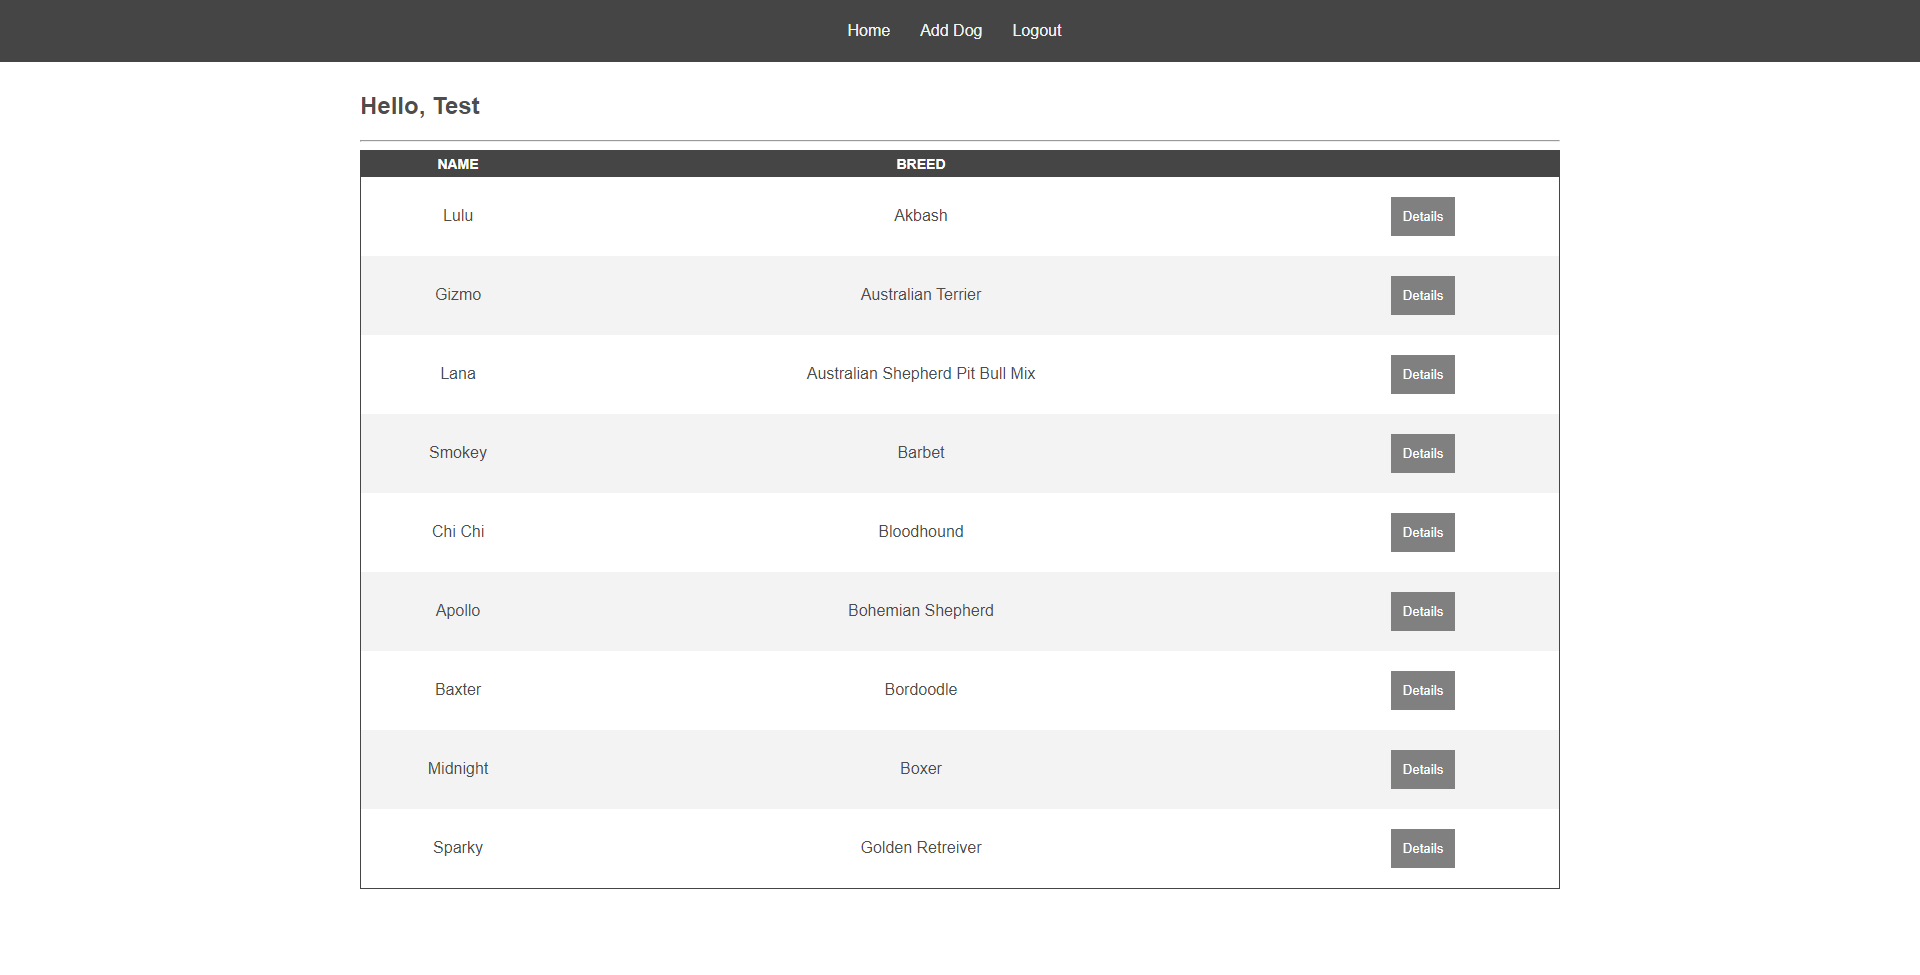 Home Add Dog Logout
Hello, Test
NAME BREED
Lulu Akbash Details
Gizmo Australian Terrier Details
Lana Australian Shepherd Pit Bull Mix Details
Smokey Barbet Details
Chi Chi Bloodhound Details
Apollo Bohemian Shepherd Details
Baxter Bordoodle Details
Midnight Boxer Details
Sparky Golden Retreiver Details